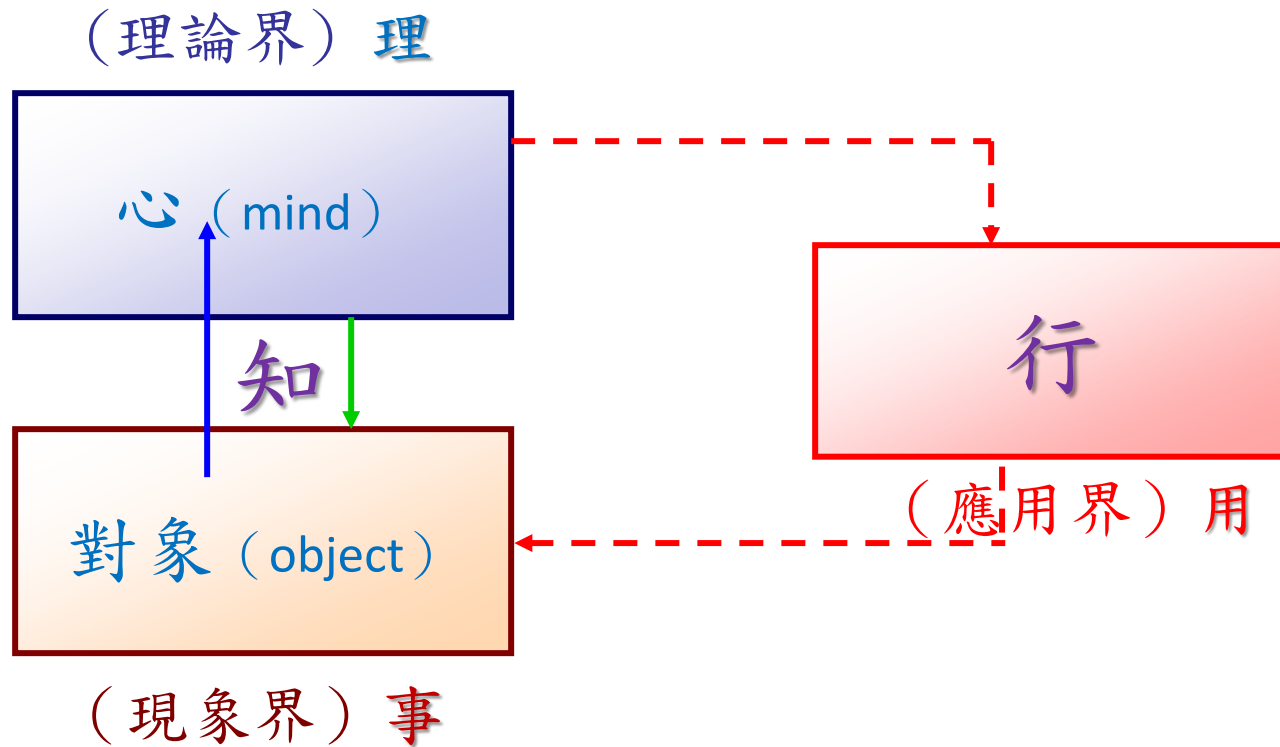 （理論界）理
心（mind）
知
行
對象（object）
（應用界）用
（現象界）事